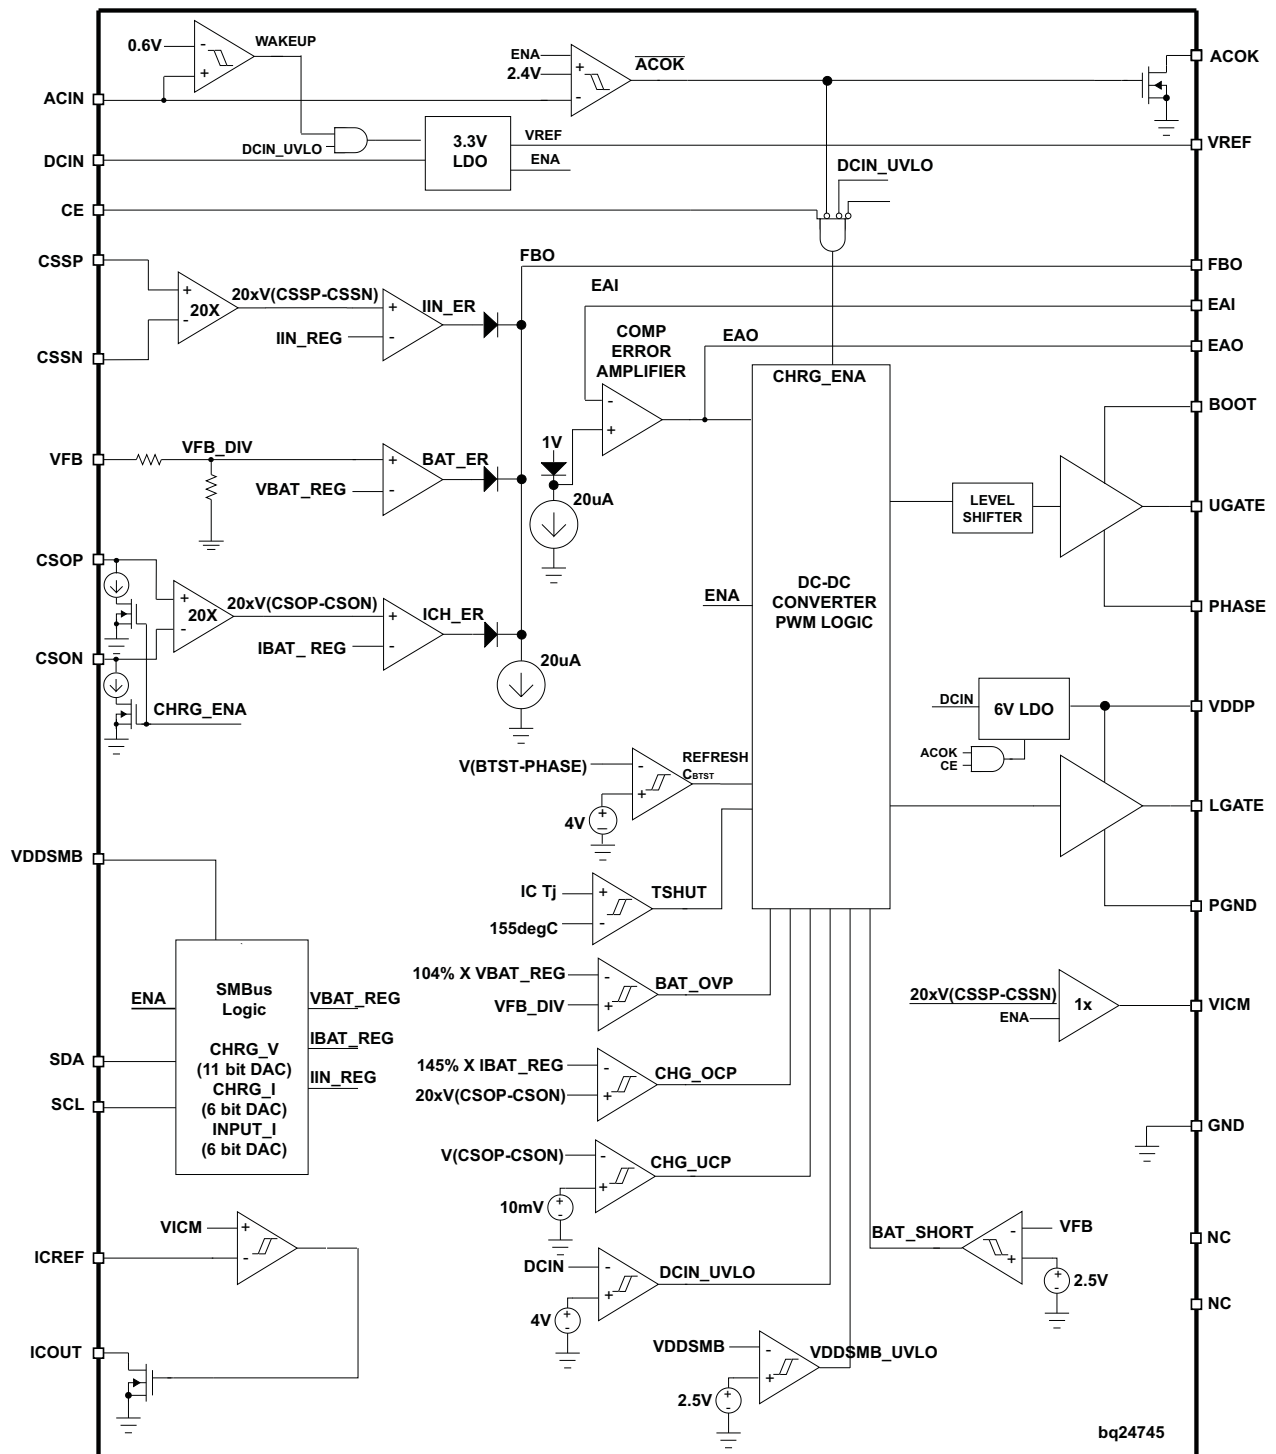 0.6V
-
+
WAKEUP
ENA
2.4V
+
-
ACOK
ACOK
ACIN
DCIN_UVLO
3.3V
LDO
VREF
ENA
VREF
DCIN
DCIN_UVLO
CE
CSSP
+
-
20X
20xV(CSSP-CSSN)
IIN_REG
+
-
IIN_ER
CSSN
FBO
FBO
EAI
EAI
COMP
ERROR
AMPLIFIER
EAO
EAO
-
+
CHRG_ENA
BOOT
VFB
VFB_DIV
VBAT_REG
+
-
BAT_ER
1V
20uA
LEVEL
SHIFTER
UGATE
CSOP
+
-
20X
20xV(CSOP-CSON)
IBAT_ REG
+
-
ICH_ER
20uA
ENA
DC-DC
CONVERTER
PWM LOGIC
PHASE
CSON
CHRG_ENA
DCIN
6V LDO
VDDP
ACOK
CE
V(BTST-PHASE)
-
+
REFRESH
CBTST
4V
+
-
LGATE
VDDSMB
IC Tj
155degC
+
-
TSHUT
PGND
SMBus
Logic
CHRG_V
(11 bit DAC)
CHRG_I
(6 bit DAC)
INPUT_I
(6 bit DAC)
ENA
VBAT_REG
IBAT_REG
IIN_REG
SDA
SCL
104% X VBAT_REG
VFB_DIV
-
+
BAT_OVP
20xV(CSSP-CSSN)
ENA
1x
VICM
145% X IBAT_REG
20xV(CSOP-CSON)
-
+
CHG_OCP
GND
V(CSOP-CSON)
-
+
CHG_UCP
10mV
+
-
VICM
+
-
ICREF
BAT_SHORT
-
+
VFB
2.5V
+
-
NC
NC
DCIN
-
+
DCIN_UVLO
4V
+
-
ICOUT
VDDSMB
-
+
VDDSMB_UVLO
2.5V
+
-
bq24745